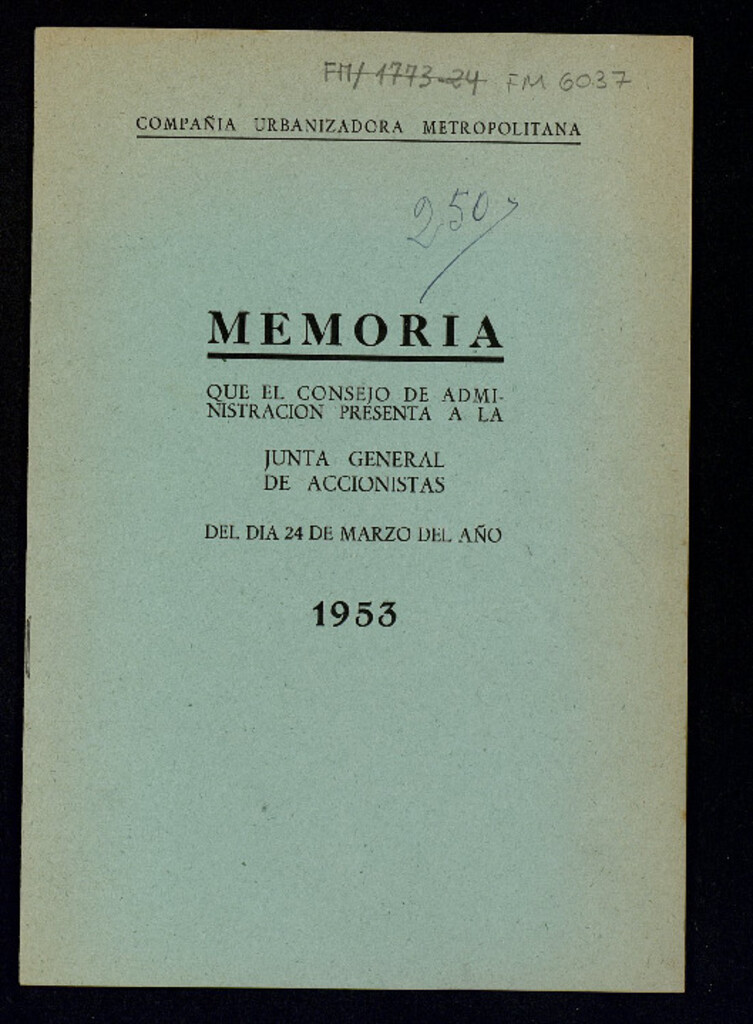 FM/1773-24 FM 6037
COMPAÑIA URBANIZADORA METROPOLITANA
250
MEMORIA
QUE EL CONSEJO DE ADMI-
NISTRACION PRESENTA A LA
JUNTA GENERAL
DE ACCIONISTAS
DEL DIA 24 DE MARZO DEL AÑO
1953